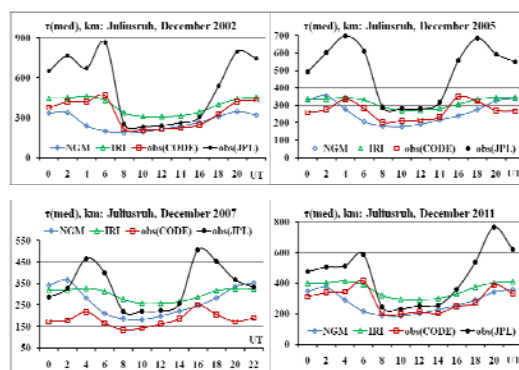 τ(med), km: Juliusruh, December 2002
NGM IRI obs(CODE) obs(JPL)
900
600
300
0
0 2 4 6 8 10 12 14 16 18 20 UT
τ(med), km: Juliusruh, December 2005
NGM IRI obs(CODE) obs(JPL)
700
600
500
400
300
200
100
0
0 2 4 6 8 10 12 14 16 18 20 UT
τ(med), km: Juliusruh, December 2007
NGM IRI obs(CODE) obs(JPL)
550
450
350
250
150
50
UT
0 2 4 6 8 10 12 14 16 18 20 22
τ(med), km: Juliusruh, December 2011
NGM IRI obs(CODE) obs(JPL)
800
600
400
200
0
UT
0 2 4 6 8 10 12 14 16 18 20 22